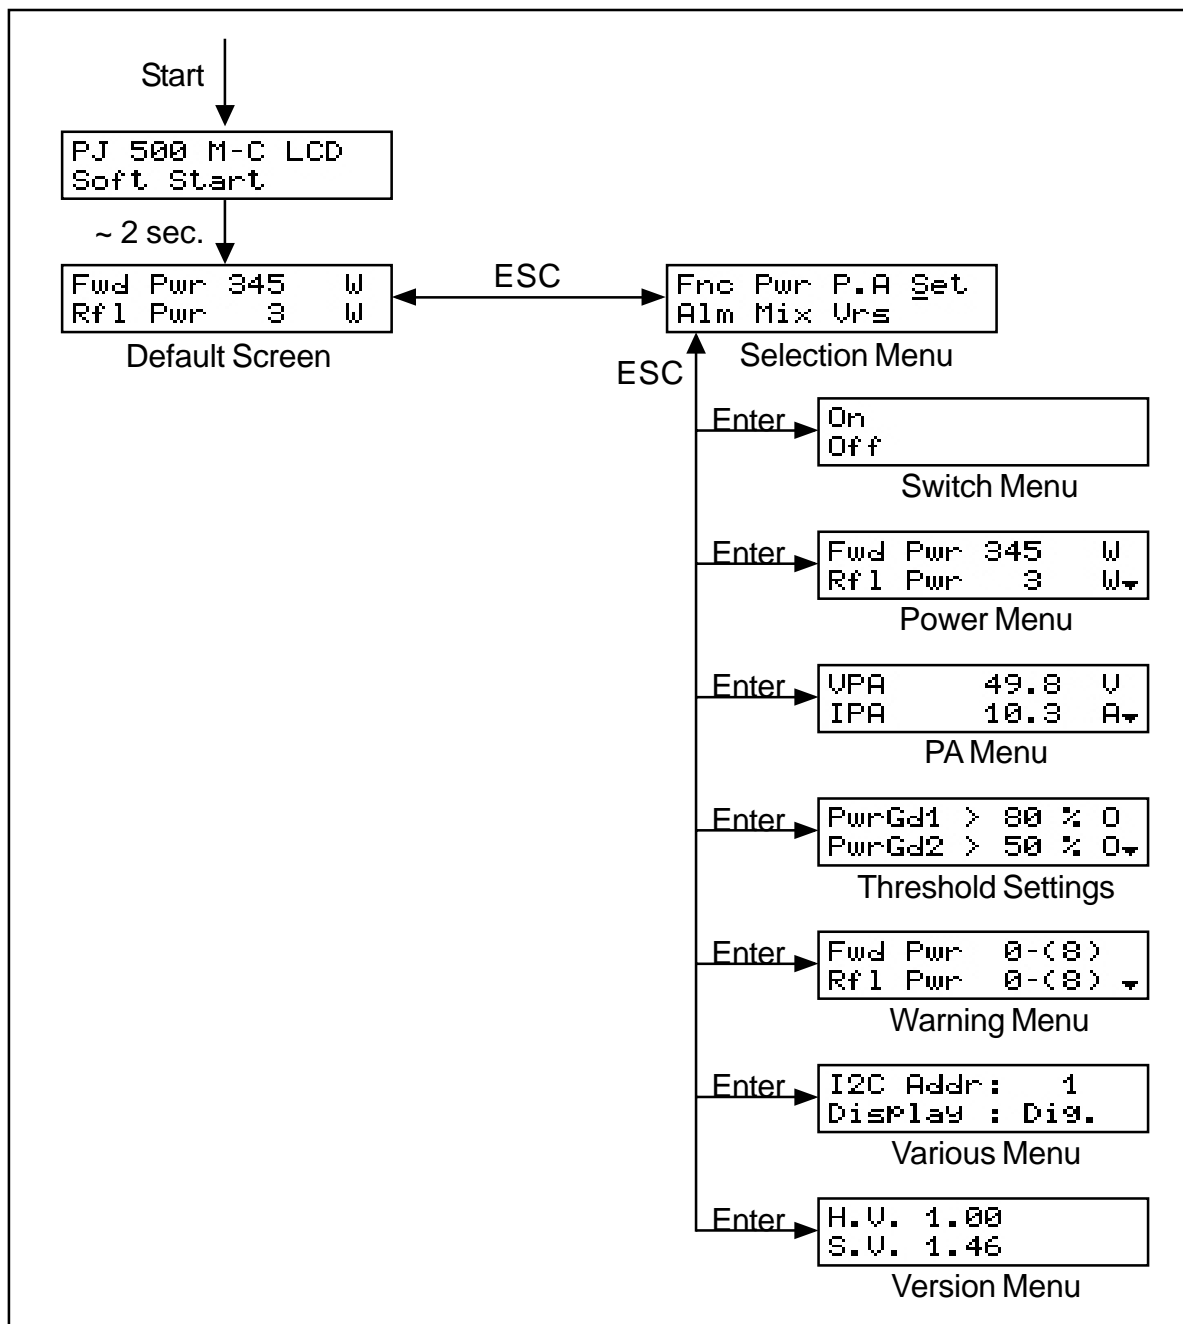 Start
PJ 500 M-C LCD
Soft Start
~ 2 sec.
Fwd Pwr 345 W
Rfl Pwr 3 W
Default Screen
ESC
Fnc Pwr P.A Set
Alm Mix Vrs
Selection Menu
ESC
Enter
On
Off
Switch Menu
Enter
Fwd Pwr 345 W
Rfl Pwr 3 W
Power Menu
Enter
VPA 49.8 V
IPA 10.3 A
PA Menu
Enter
PwrGd1 > 80 % O
PwrGd2 > 50 % O
Threshold Settings
Enter
Fwd Pwr 0-(8)
Rfl Pwr 0-(8)
Warning Menu
Enter
I2C Addr: 1
Display : Dig.
Various Menu
Enter
H.V. 1.00
S.V. 1.46
Version Menu